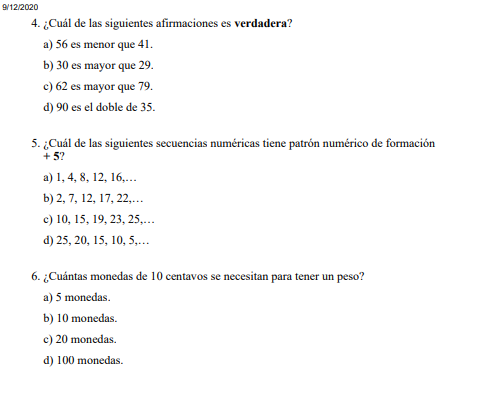 9/12/2020
4. ¿Cuál de las siguientes afirmaciones es verdadera?
a) 56 es menor que 41.
b) 30 es mayor que 29.
c) 62 es mayor que 79.
d) 90 es el doble de 35.
5. ¿Cuál de las siguientes secuencias numéricas tiene patrón numérico de formación
+ 5?
a) 1, 4, 8, 12, 16,…
b) 2, 7, 12, 17, 22,…
c) 10, 15, 19, 23, 25,…
d) 25, 20, 15, 10, 5,…
6. ¿Cuántas monedas de 10 centavos se necesitan para tener un peso?
a) 5 monedas.
b) 10 monedas.
c) 20 monedas.
d) 100 monedas.